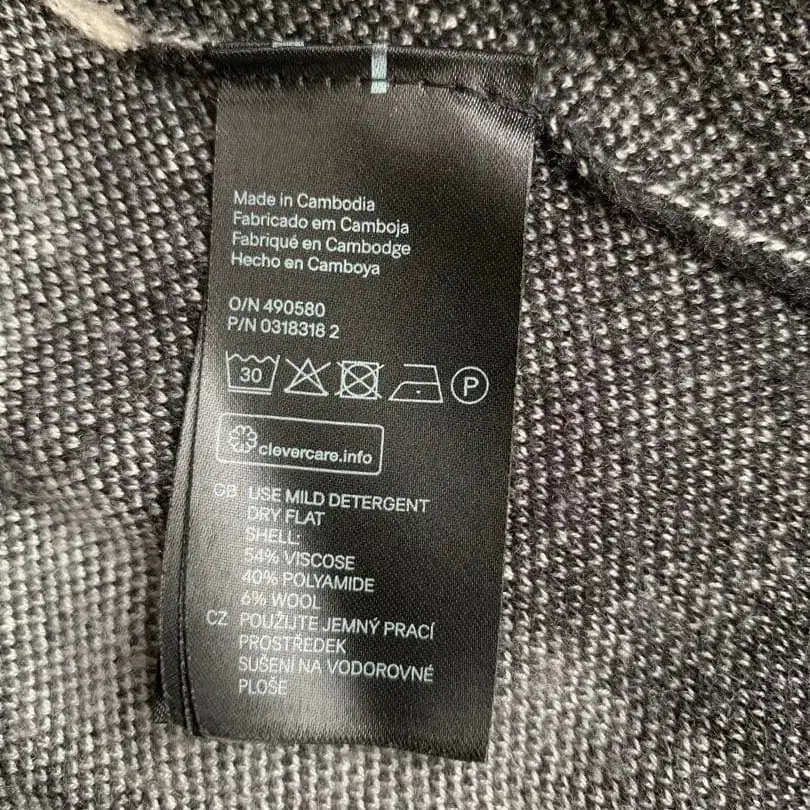 Made in Cambodia
Fabricado em Camboja
Fabriqué en Cambodge
Hecho en Camboya
O/N 490580
P/N 0318318 2
30 P
clevercare.info
GB USE MILD DETERGENT
DRY FLAT
SHELL:
54% VISCOSE
40% POLYAMIDE
6% WOOL
CZ POUŽIJTE JEMNÝ PRACÍ
PROSTŘEDEK
SUŠENÍ NA VODOROVNÉ
PLOŠE